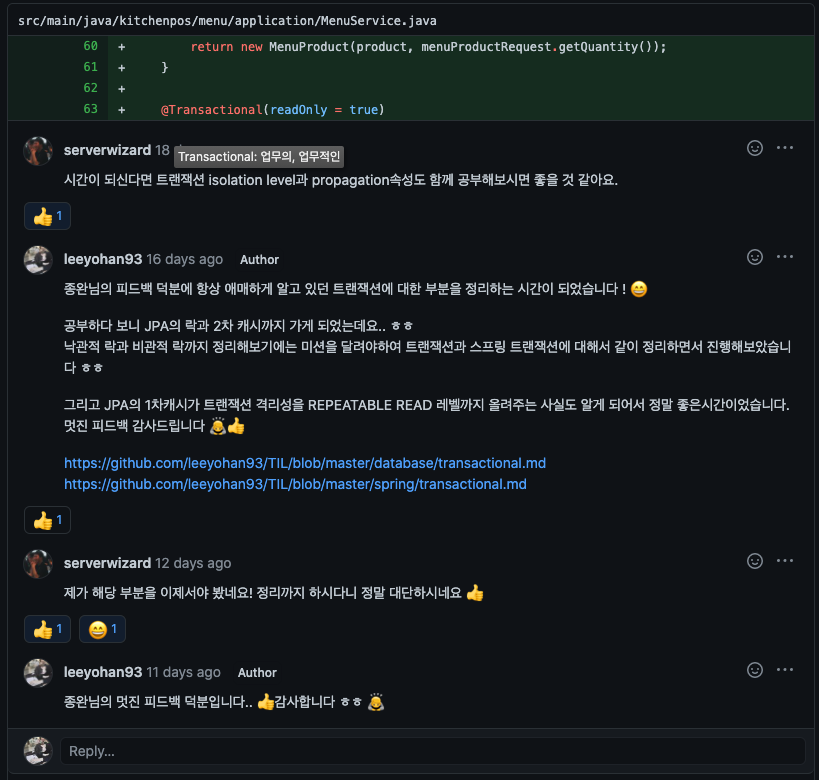 src/main/java/kitchenpos/menu/application/MenuService.java
60 + return new MenuProduct(product, menuProductRequest.getQuantity());
61 + }
62 +
63 + @Transactional(readOnly = true)
serverwizard 18
Transactional: 업무의, 업무적인
시간이 되신다면 트랜잭션 isolation level과 propagation속성도 함께 공부해보시면 좋을 것 같아요.
👍 1
leeyohan93 16 days ago Author
종완님의 피드백 덕분에 항상 애매하게 알고 있던 트랜잭션에 대한 부분을 정리하는 시간이 되었습니다 ! 😄
공부하다 보니 JPA의 락과 2차 캐시까지 가게 되었는데요.. ㅎㅎ
낙관적 락과 비관적 락까지 정리해보기에는 미션을 달려야하여 트랜잭션과 스프링 트랜잭션에 대해서 같이 정리하면서 진행해보았습니
다 ㅎㅎ
그리고 JPA의 1차캐시가 트랜잭션 격리성을 REPEATABLE READ 레벨까지 올려주는 사실도 알게 되어서 정말 좋은시간이었습니다.
멋진 피드백 감사드립니다 🙇👍
https://github.com/leeyohan93/TIL/blob/master/database/transactional.md
https://github.com/leeyohan93/TIL/blob/master/spring/transactional.md
👍 1
serverwizard 12 days ago
제가 해당 부분을 이제서야 봤네요! 정리까지 하시다니 정말 대단하시네요 👍
👍 1 😄 1
leeyohan93 11 days ago Author
종완님의 멋진 피드백 덕분입니다.. 👍감사합니다 ㅎㅎ 🙇
Reply...